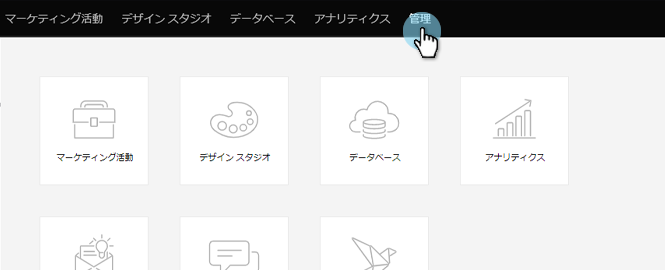 マーケティング活動 デザイン スタジオ データベース アナリティクス 管理
マーケティング活動 デザイン スタジオ データベース アナリティクス